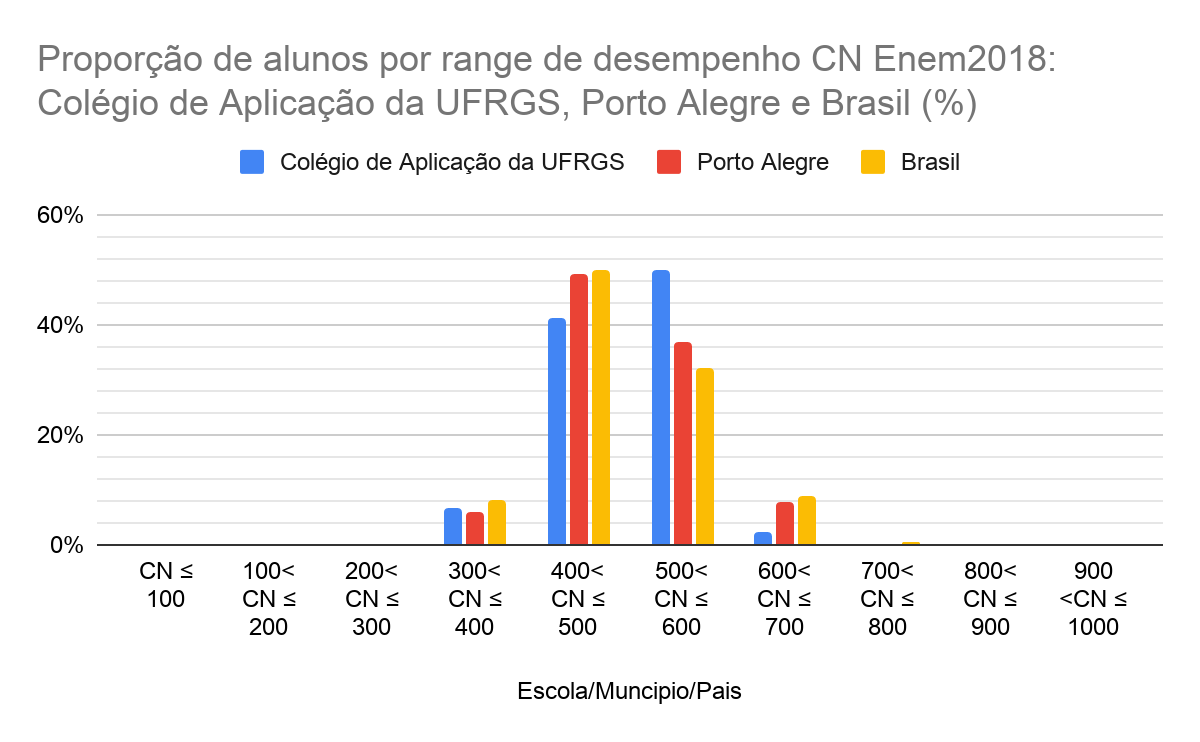 Proporção de alunos por range de desempenho CN Enem2018:
Colégio de Aplicação da UFRGS, Porto Alegre e Brasil (%)
Colégio de Aplicação da UFRGS
Porto Alegre
Brasil
60%
40%
20%
0%
CN ≤
100
100<
CN ≤
200
200<
CN ≤
300
300<
CN ≤
400
400<
CN ≤
500
500<
CN ≤
600
600<
CN ≤
700
700<
CN ≤
800
800<
CN ≤
900
900
<CN ≤
1000
Escola/Muncipio/Pais